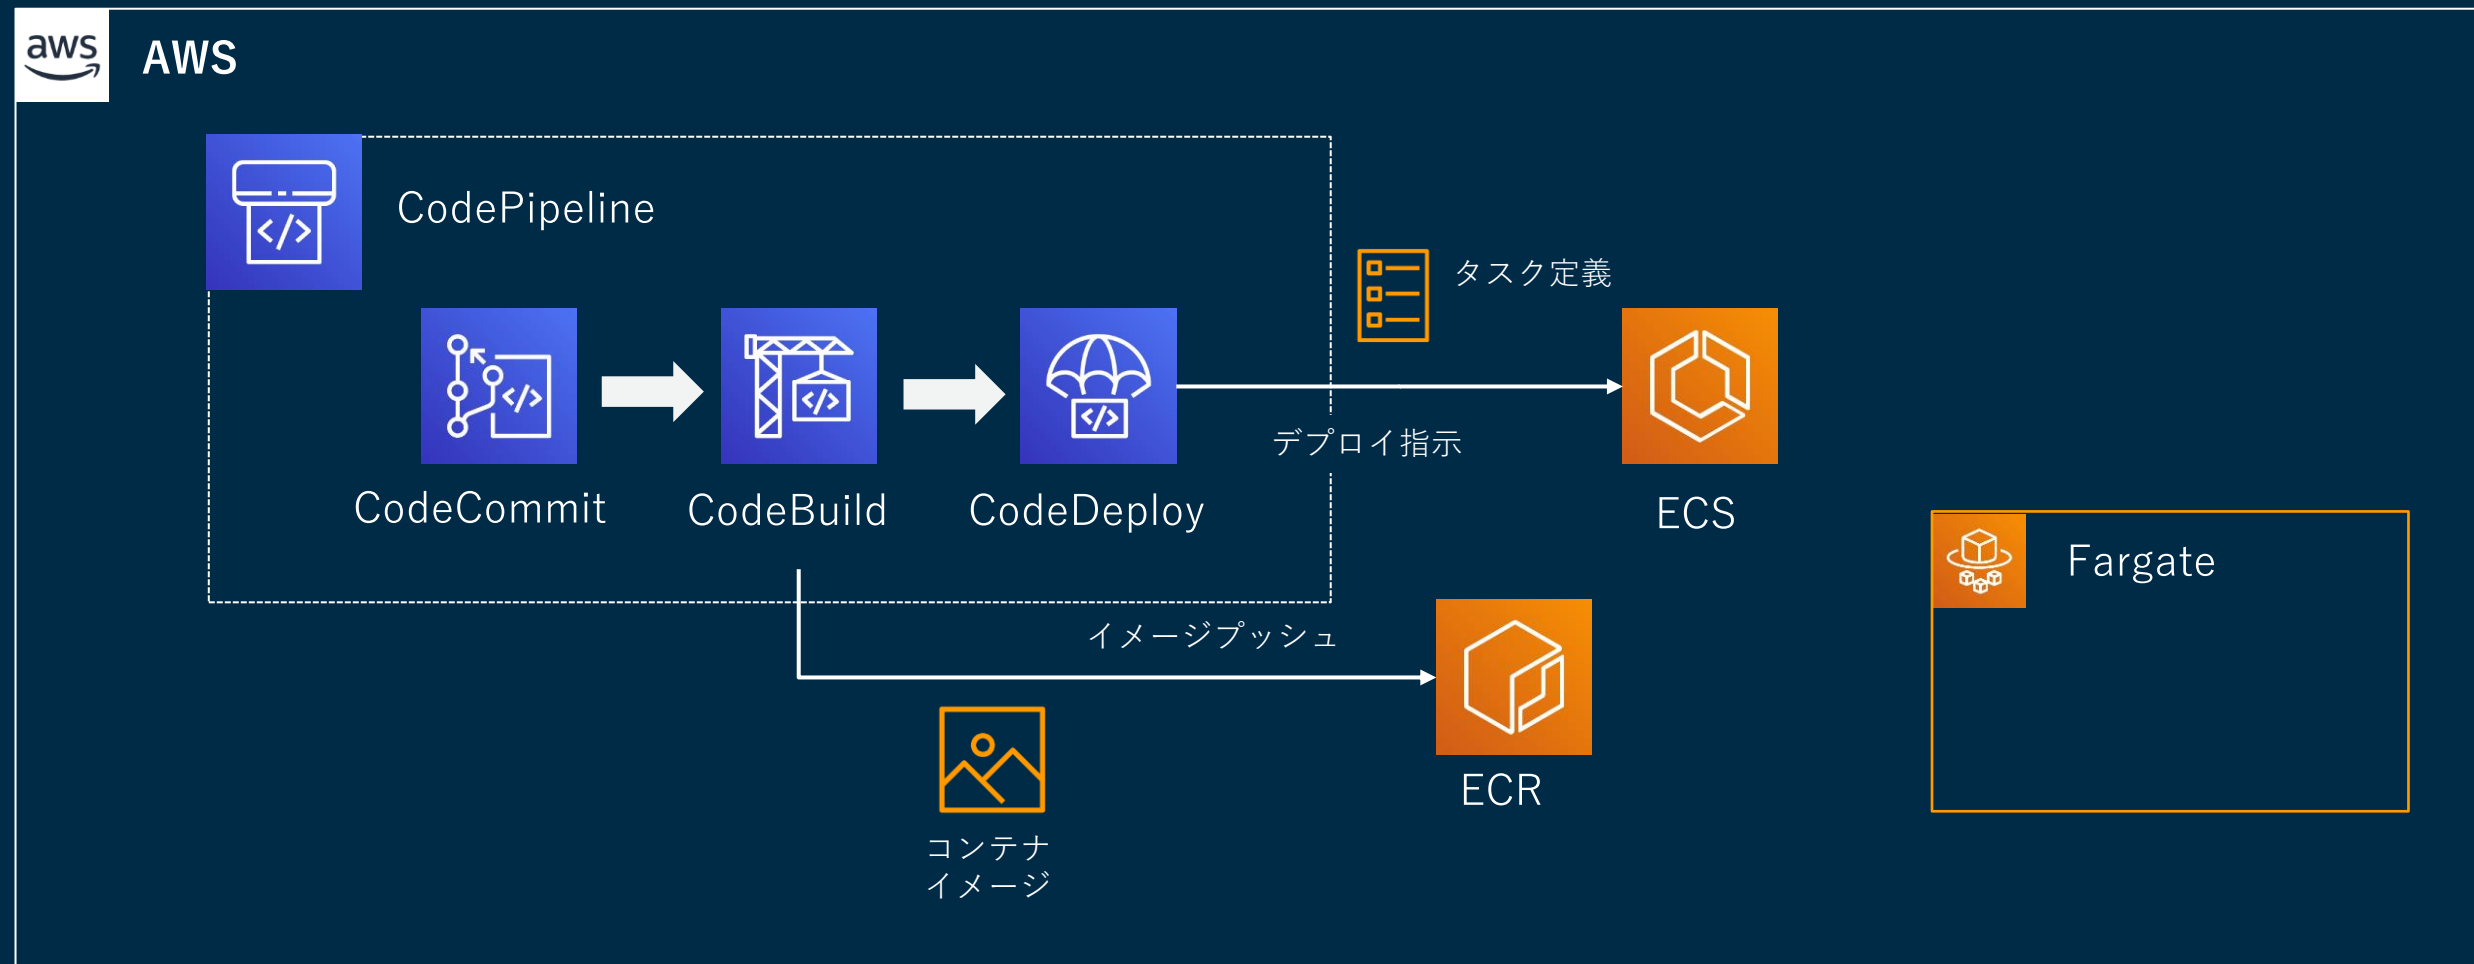 aws
AWS
CodePipeline
タスク定義
デプロイ指示
CodeCommit
CodeBuild
CodeDeploy
ECS
Fargate
イメージプッシュ
ECR
コンテナ
イメージ